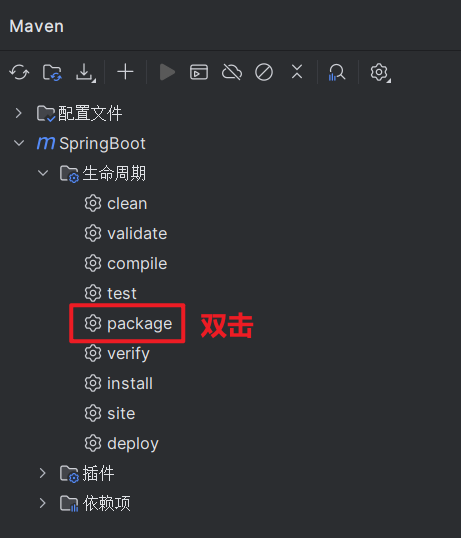 Maven
配置文件
m SpringBoot
生命周期
clean
validate
compile
test
package 双击
verify
install
site
deploy
插件
依赖项